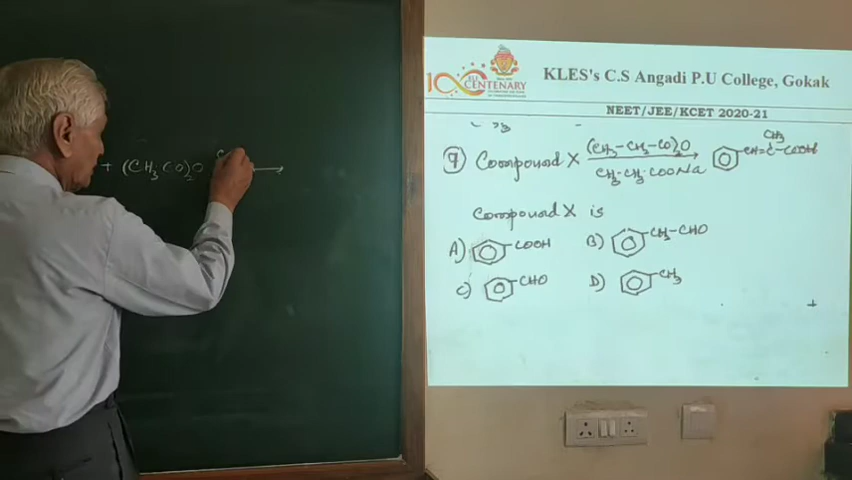 + (CH3CO)2O
KLE
CENTENARY
KLES's C.S Angadi P.U College, Gokak
NEET/JEE/KCET 2020-21
9 Compound X (CH3-CH2-CO)2O CH=C-COOH
CH3
CH3-CH2-COONa
Compound X is
A) COOH B) CH2-CHO
C) CHO D) CH3